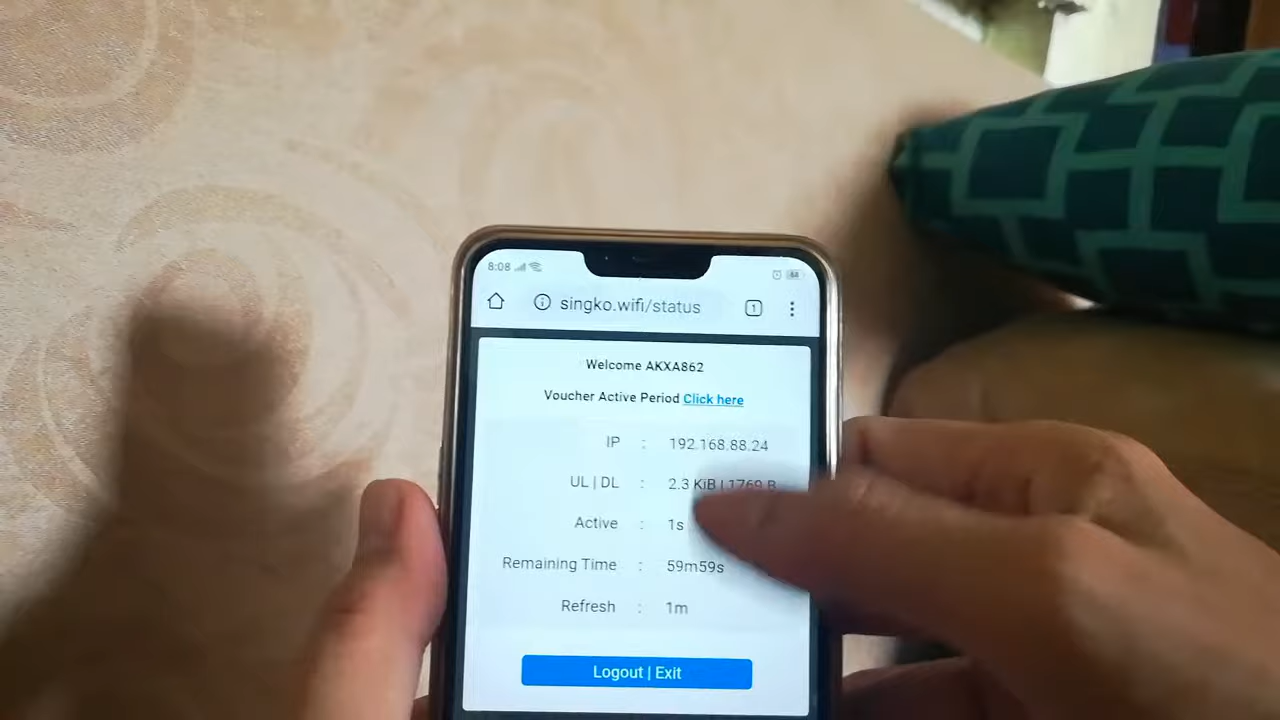 8:08
singko.wifi/status
1
Welcome AKXA862
Voucher Active Period Click here
IP : 192.168.88.24
UL | DL : 2.3 KiB | 1769 B
Active : 1s
Remaining Time : 59m59s
Refresh : 1m
Logout | Exit